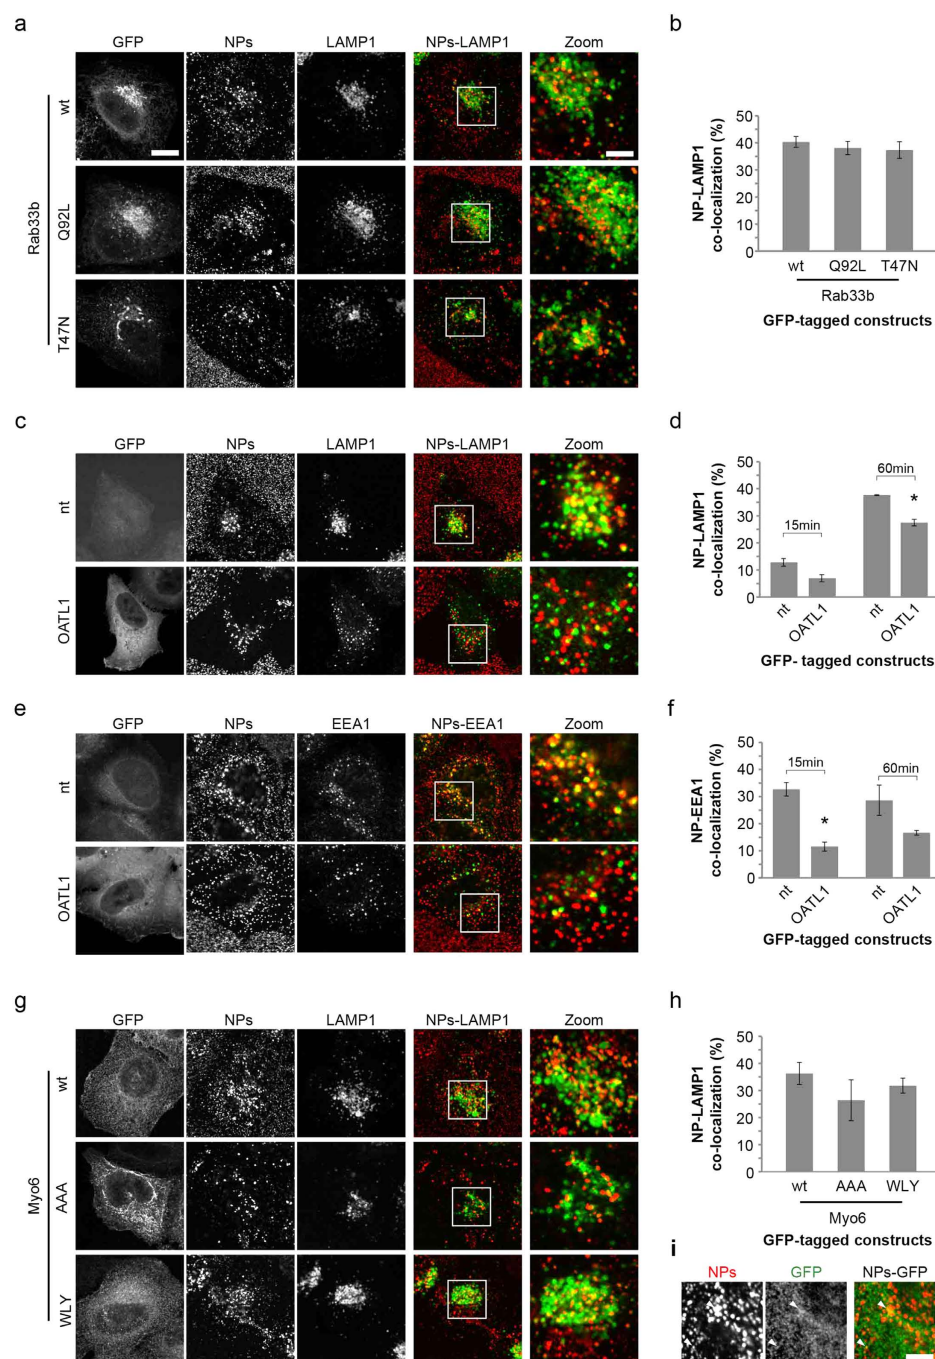 a
GFP NPs LAMP1 NPs-LAMP1 Zoom
wt
Q92L
T47N
Rab33b
b
NP-LAMP1
co-localization (%)
50
40
30
20
10
0
wt Q92L T47N
Rab33b
GFP-tagged constructs
c
GFP NPs LAMP1 NPs-LAMP1 Zoom
nt
OATL1
d
NP-LAMP1
co-localization (%)
50
40
30
20
10
0
15min
60min
*
nt OATL1 nt OATL1
GFP- tagged constructs
e
GFP NPs EEA1 NPs-EEA1 Zoom
nt
OATL1
f
NP-EEA1
co-localization (%)
50
40
30
20
10
0
15min 60min
*
nt OATL1 nt OATL1
GFP-tagged constructs
g
GFP NPs LAMP1 NPs-LAMP1 Zoom
wt
AAA
WLY
Myo6
h
NP-LAMP1
co-localization (%)
50
40
30
20
10
0
wt AAA WLY
Myo6
GFP-tagged constructs
i
NPs GFP NPs-GFP